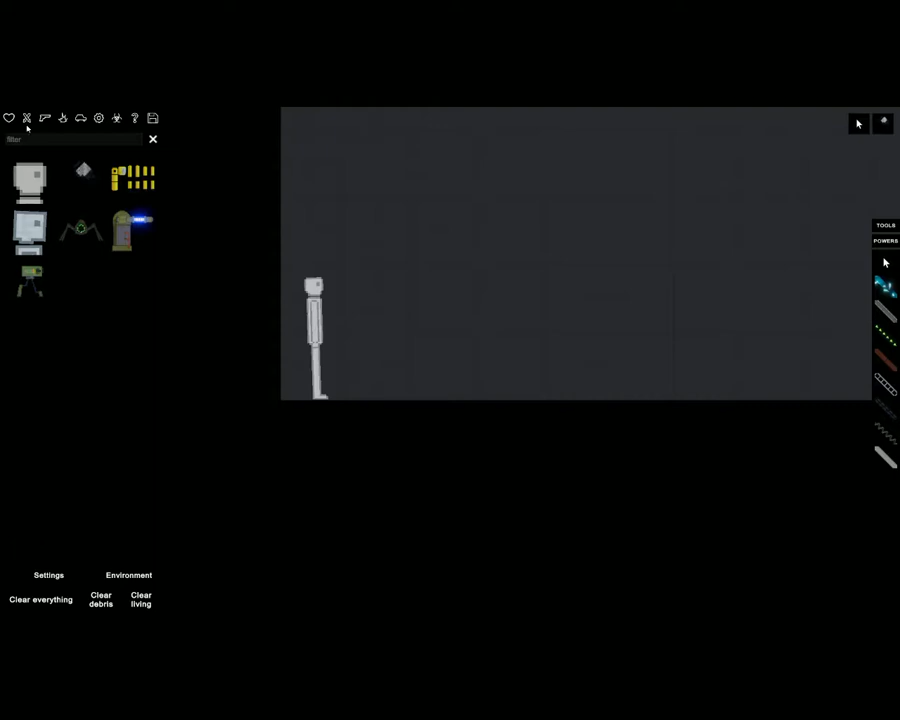 filter
TOOLS
POWERS
Settings
Environment
Clear everything
Clear
debris
Clear
living